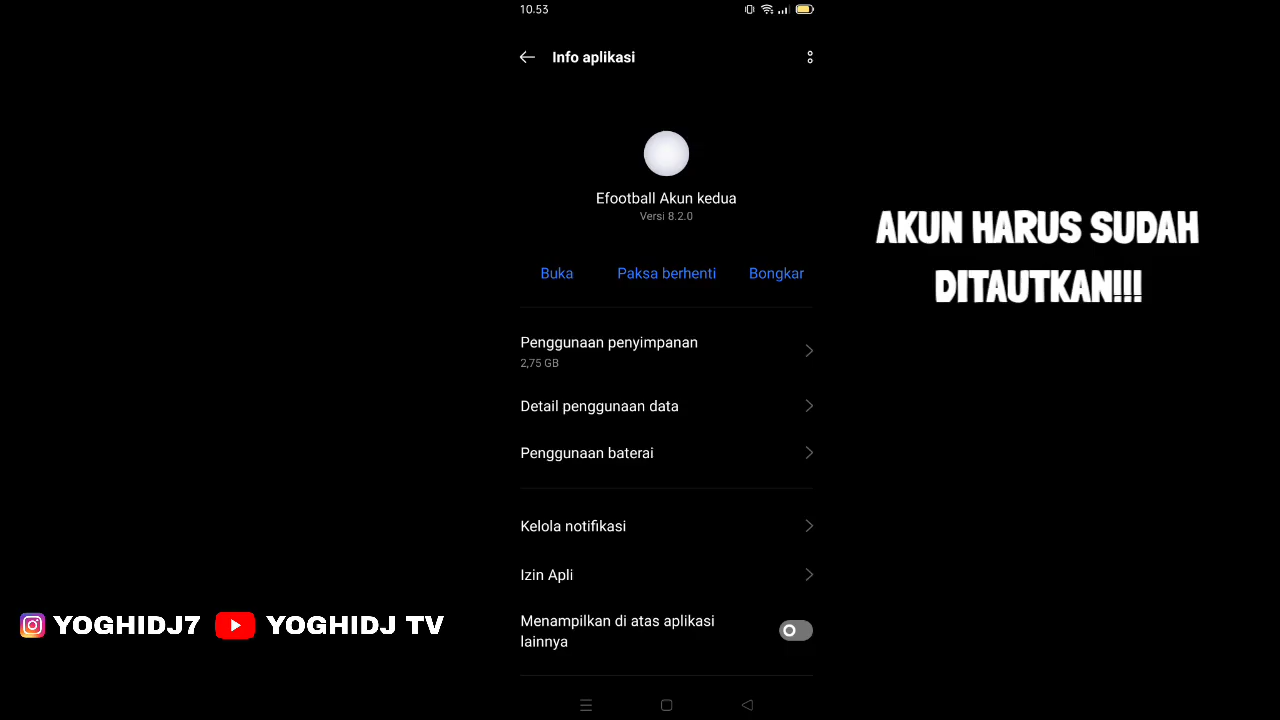 10.53
Info aplikasi
Efootball Akun kedua
Versi 8.2.0
Buka Paksa berhenti Bongkar
Penggunaan penyimpanan
2,75 GB
Detail penggunaan data
Penggunaan baterai
Kelola notifikasi
Izin Apli
Menampilkan di atas aplikasi
lainnya
AKUN HARUS SUDAH
DITAUTKAN!!!
YOGHIDJ7 YOGHIDJ TV